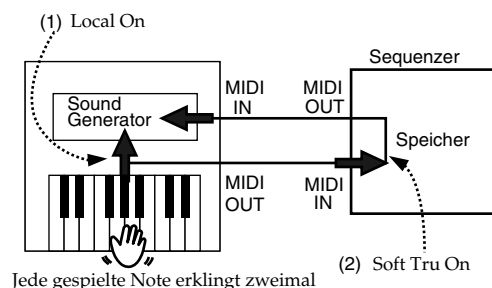 (1) Local On
Sequenzer
Sound
Generator
MIDI
IN
MIDI
OUT
Speicher
MIDI
OUT
MIDI
IN
(2) Soft Tru On
Jede gespielte Note erklingt zweimal